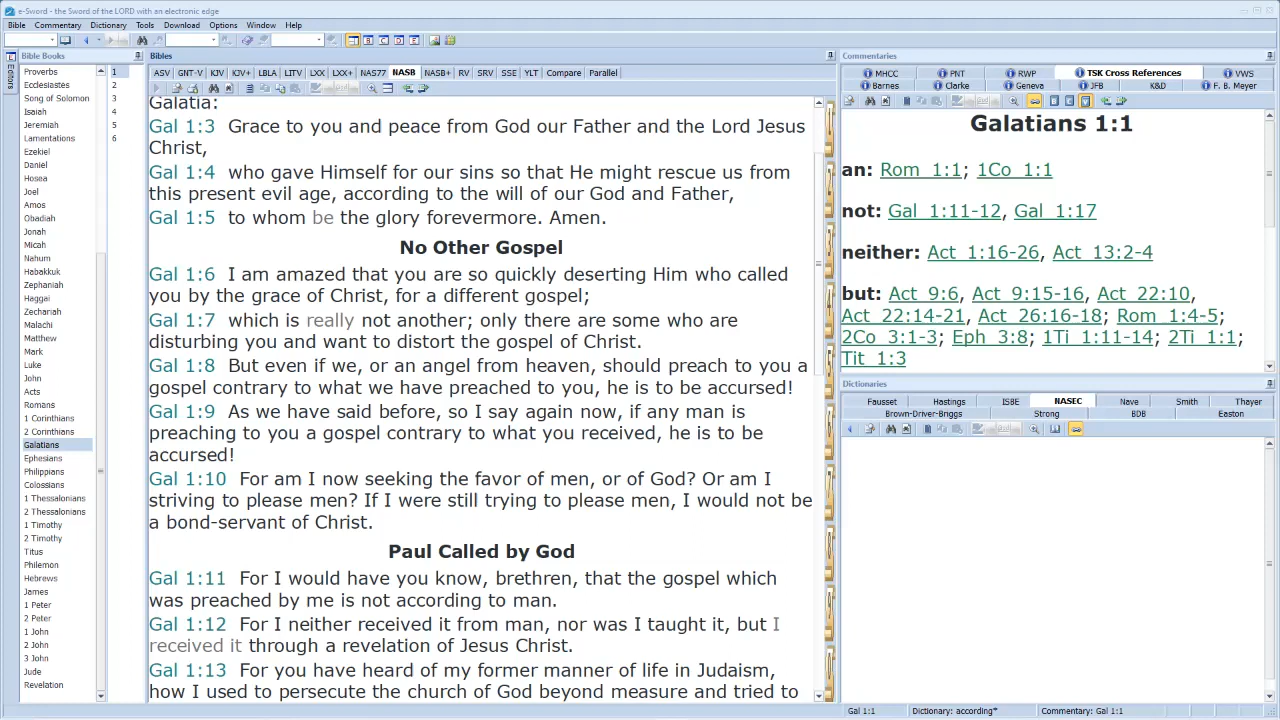 e-Sword - the Sword of the LORD with an electronic edge
Bible Commentary Dictionary Tools Download Options Window Help
Editors
Bible Books
Proverbs
Ecclesiastes
Song of Solomon
Isaiah
Jeremiah
Lamentations
Ezekiel
Daniel
Hosea
Joel
Amos
Obadiah
Jonah
Micah
Nahum
Habakkuk
Zephaniah
Haggai
Zechariah
Malachi
Matthew
Mark
Luke
John
Acts
Romans
1 Corinthians
2 Corinthians
Galatians
Ephesians
Philippians
Colossians
1 Thessalonians
2 Thessalonians
1 Timothy
2 Timothy
Titus
Philemon
Hebrews
James
1 Peter
2 Peter
1 John
2 John
3 John
Jude
Revelation
1
2
3
4
5
6
Bibles
ASV GNT-V KJV KJV+ LBLA LITV LXX LXX+ NAS77 NASB NASB+ RV SRV SSE YLT Compare Parallel
Galatia:
Gal 1:3 Grace to you and peace from God our Father and the Lord Jesus
Christ,
Gal 1:4 who gave Himself for our sins so that He might rescue us from
this present evil age, according to the will of our God and Father,
Gal 1:5 to whom be the glory forevermore. Amen.
No Other Gospel
Gal 1:6 I am amazed that you are so quickly deserting Him who called
you by the grace of Christ, for a different gospel;
Gal 1:7 which is really not another; only there are some who are
disturbing you and want to distort the gospel of Christ.
Gal 1:8 But even if we, or an angel from heaven, should preach to you a
gospel contrary to what we have preached to you, he is to be accursed!
Gal 1:9 As we have said before, so I say again now, if any man is
preaching to you a gospel contrary to what you received, he is to be
accursed!
Gal 1:10 For am I now seeking the favor of men, or of God? Or am I
striving to please men? If I were still trying to please men, I would not be
a bond-servant of Christ.
Paul Called by God
Gal 1:11 For I would have you know, brethren, that the gospel which
was preached by me is not according to man.
Gal 1:12 For I neither received it from man, nor was I taught it, but I
received it through a revelation of Jesus Christ.
Gal 1:13 For you have heard of my former manner of life in Judaism,
how I used to persecute the church of God beyond measure and tried to
Commentaries
MHCC PNT RWP TSK Cross References VWS
Barnes Clarke Geneva JFB K&D F. B. Meyer
Galatians 1:1
an: Rom 1:1; 1Co 1:1
not: Gal 1:11-12, Gal 1:17
neither: Act 1:16-26, Act 13:2-4
but: Act 9:6, Act 9:15-16, Act 22:10,
Act 22:14-21, Act 26:16-18; Rom 1:4-5;
2Co 3:1-3; Eph 3:8; 1Ti 1:11-14; 2Ti 1:1;
Tit 1:3
Dictionaries
Fausset Hastings ISBE NASEC Nave Smith Thayer
Brown-Driver-Briggs Strong BDB Easton
Gal 1:1 Dictionary: according* Commentary: Gal 1:1